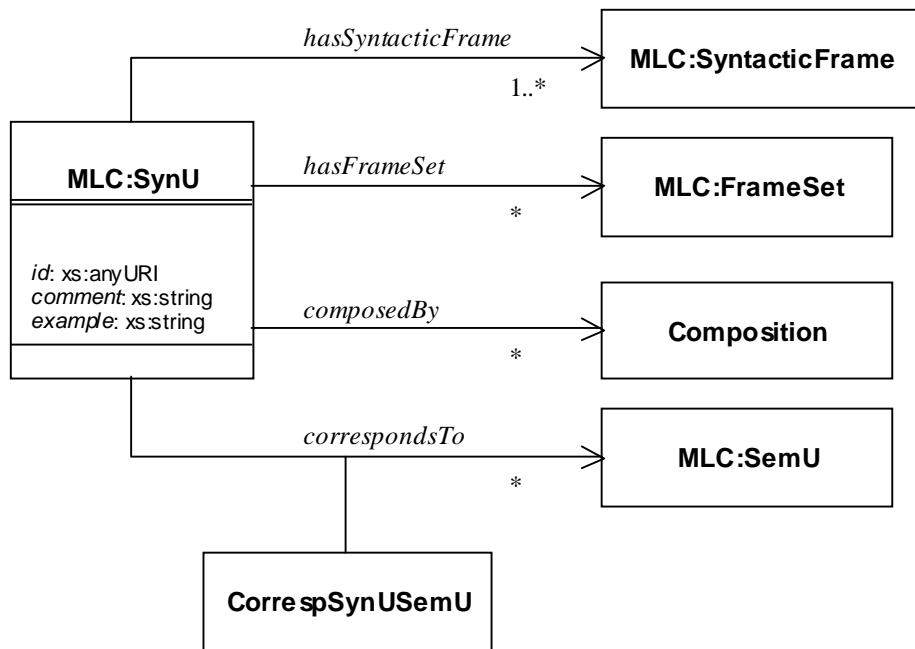 hasSyntacticFrame
MLC:SyntacticFrame
1..*
MLC:SynU
hasFrameSet
MLC:FrameSet
*
id: xs:anyURI
comment: xs:string
example: xs:string
composedBy
Composition
*
correspondsTo
MLC:SemU
*
CorrespSynUSemU